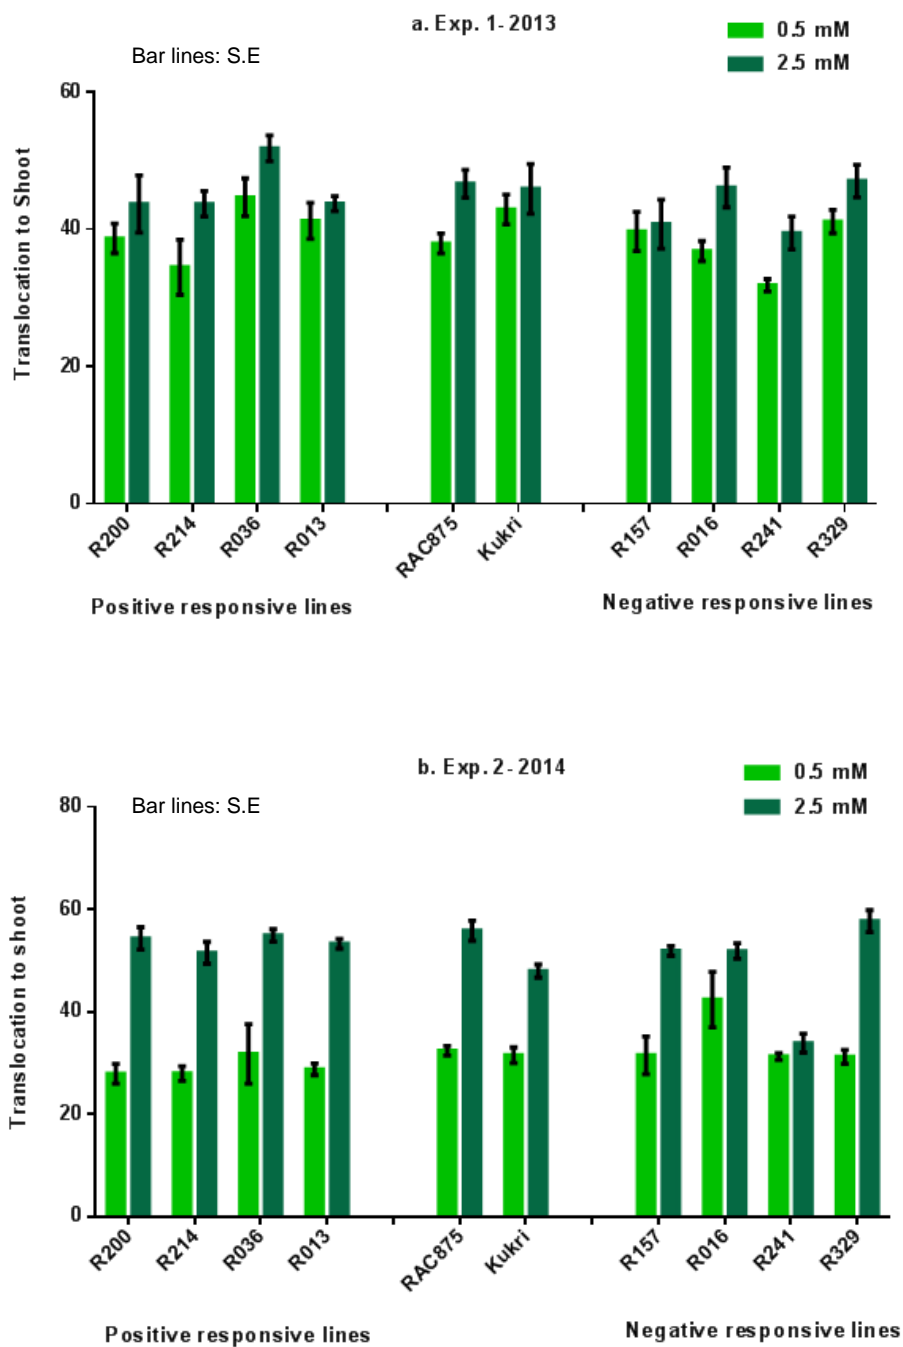 a. Exp. 1-2013
0.5 mM
2.5 mM
Bar lines: S.E
Translocation to Shoot
60
40
20
0
R200
R214
R036
R013
RAC875
Kukri
R157
R016
R241
R329
Positive responsive lines
Negative responsive lines
b. Exp. 2-2014
0.5 mM
2.5 mM
Bar lines: S.E
Translocation to shoot
80
60
40
20
0
R200
R214
R036
R013
RAC875
Kukri
R157
R016
R241
R329
Positive responsive lines
Negative responsive lines